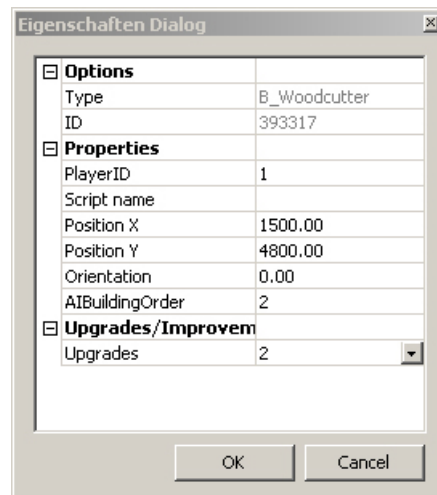 Eigenschaften Dialog
Options
Type B_Woodcutter
ID 393317
Properties
PlayerID 1
Script name
Position X 1500.00
Position Y 4800.00
Orientation 0.00
AIBuildingOrder 2
Upgrades/Improvem
Upgrades 2
OK Cancel